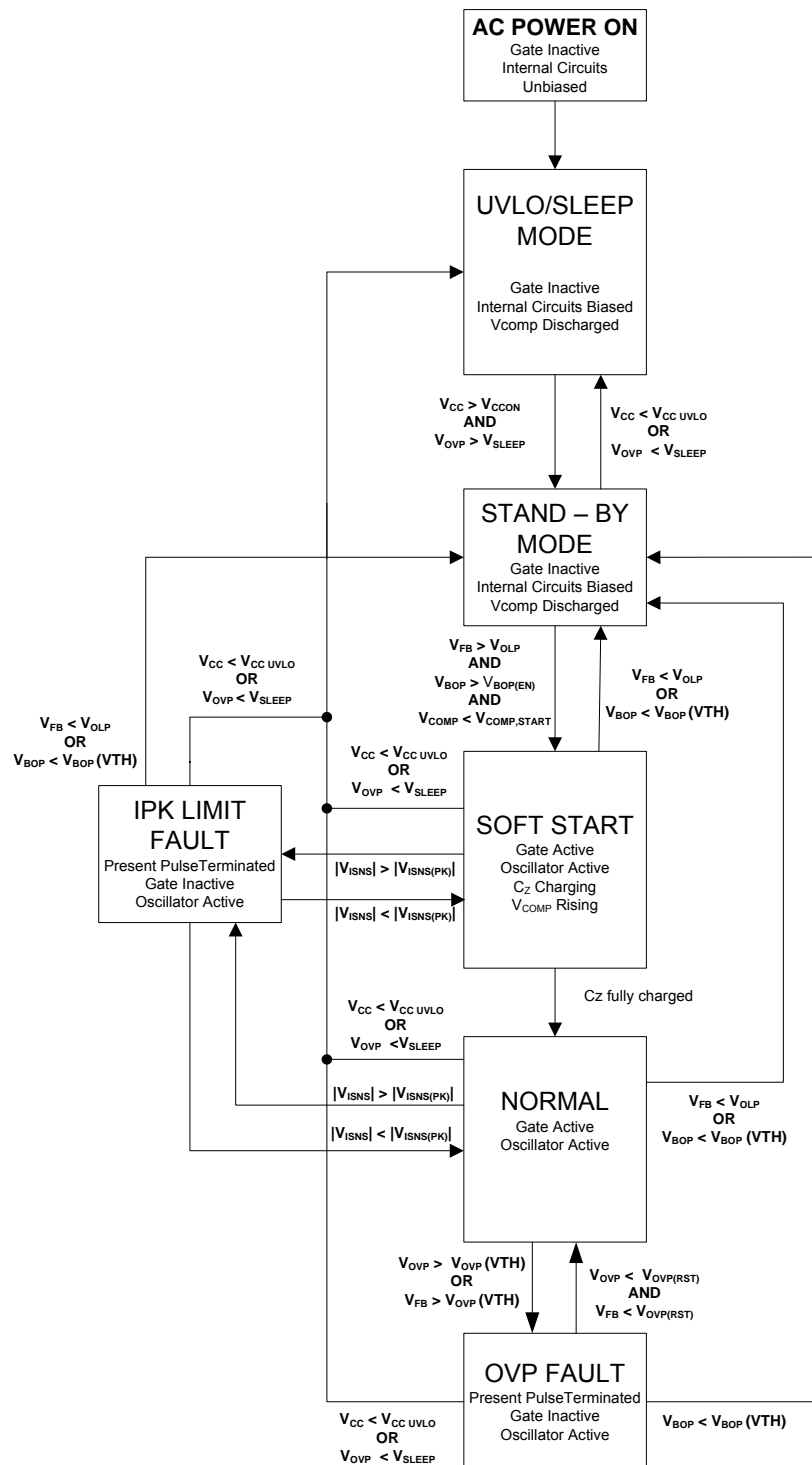 AC POWER ON
Gate Inactive
Internal Circuits
Unbiased
UVLO/SLEEP
MODE
Gate Inactive
Internal Circuits Biased
Vcomp Discharged
VCC > VCCON
AND
VOVP > VSLEEP
VCC < VCC UVLO
OR
VOVP < VSLEEP
STAND – BY
MODE
Gate Inactive
Internal Circuits Biased
Vcomp Discharged
VFB > VOLP
AND
VBOP > VBOP(EN)
AND
VCOMP < VCOMP,START
VFB < VOLP
OR
VBOP < VBOP (VTH)
VCC < VCC UVLO
OR
VOVP < VSLEEP
VFB < VOLP
OR
VBOP < VBOP (VTH)
VCC < VCC UVLO
OR
VOVP < VSLEEP
IPK LIMIT
FAULT
Present PulseTerminated
Gate Inactive
Oscillator Active
SOFT START
Gate Active
Oscillator Active
CZ Charging
VCOMP Rising
|VISNS| > |VISNS(PK)|
|VISNS| < |VISNS(PK)|
Cz fully charged
VCC < VCC UVLO
OR
VOVP <VSLEEP
|VISNS| > |VISNS(PK)|
|VISNS| < |VISNS(PK)|
NORMAL
Gate Active
Oscillator Active
VFB < VOLP
OR
VBOP < VBOP (VTH)
VOVP > VOVP (VTH)
OR
VFB > VOVP (VTH)
VOVP < VOVP(RST)
AND
VFB < VOVP(RST)
OVP FAULT
Present PulseTerminated
Gate Inactive
Oscillator Active
VCC < VCC UVLO
OR
VOVP < VSLEEP
VBOP < VBOP (VTH)